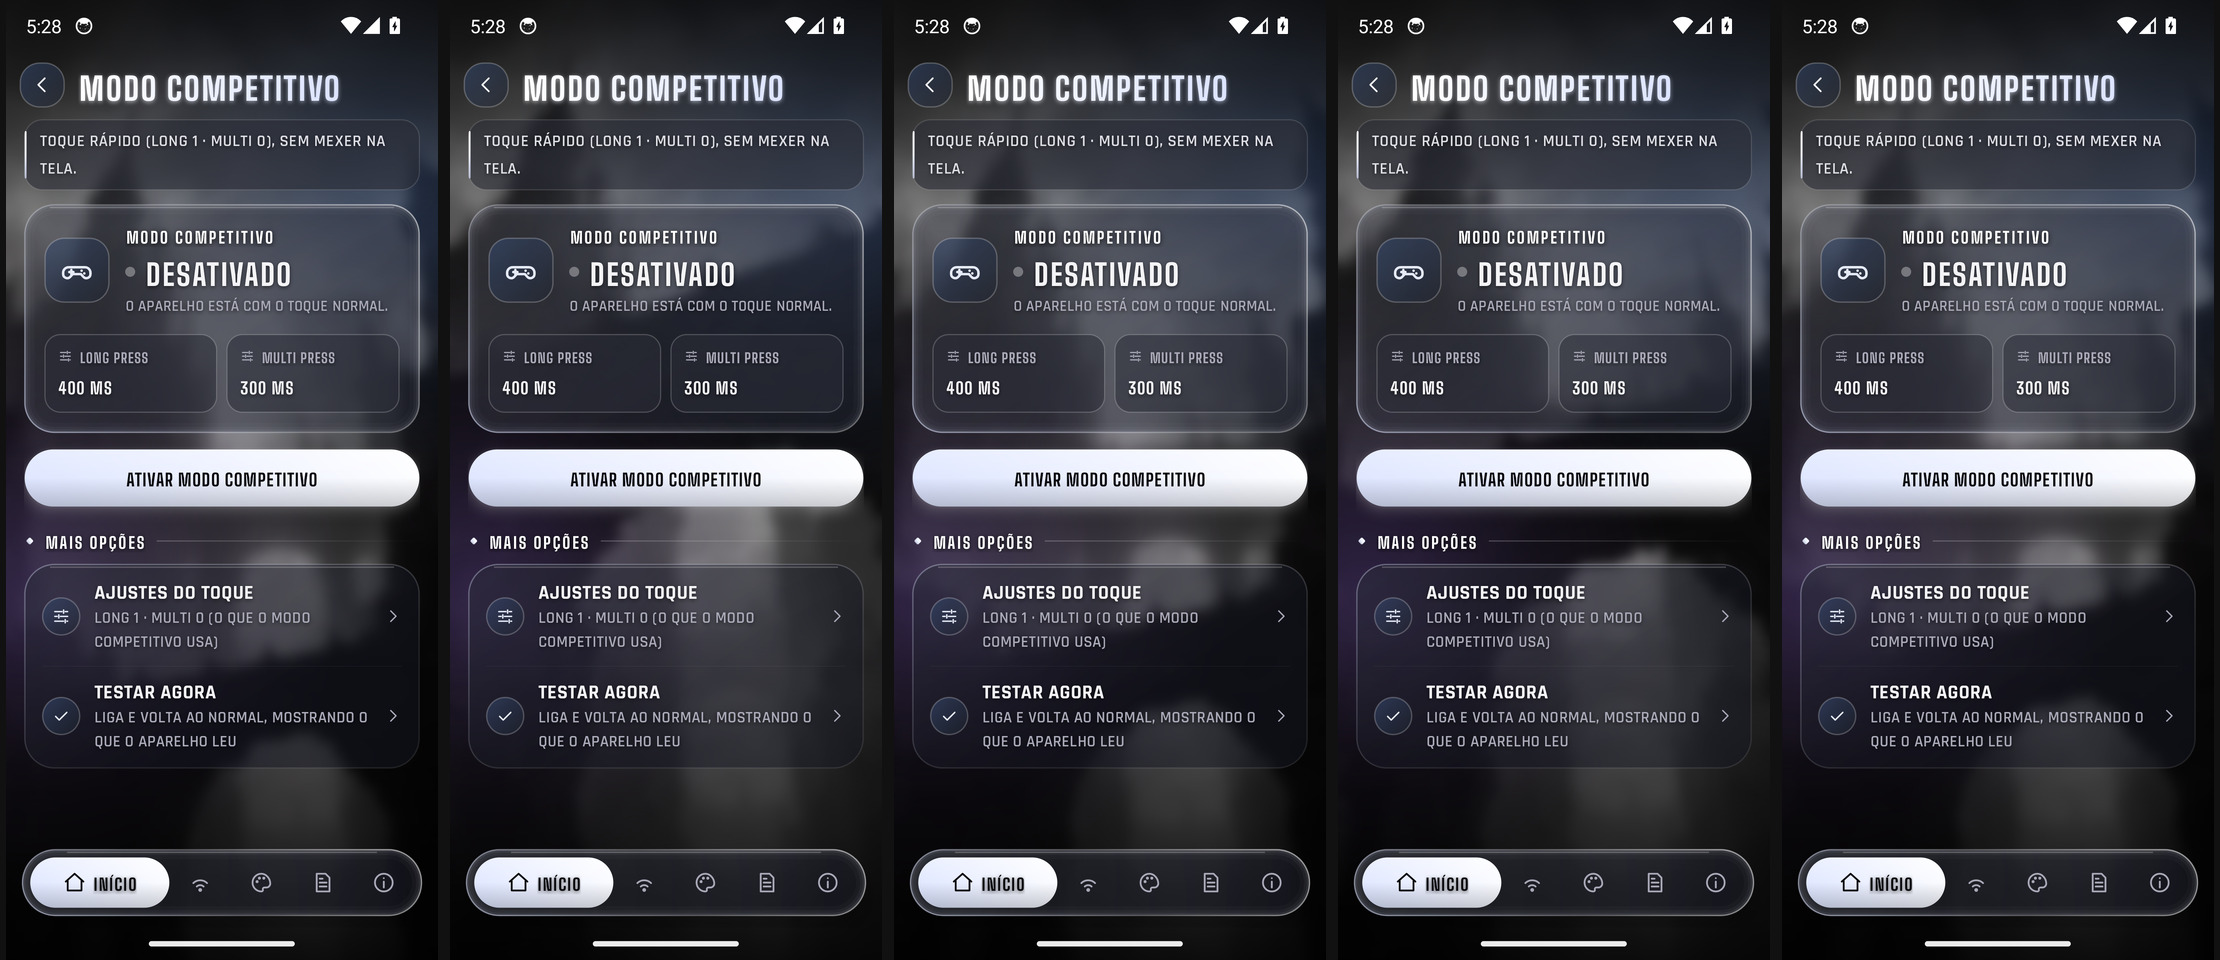 5:28
MODO COMPETITIVO
TOQUE RÁPIDO (LONG 1 · MULTI 0), SEM MEXER NA
TELA.
MODO COMPETITIVO
DESATIVADO
O APARELHO ESTÁ COM O TOQUE NORMAL.
LONG PRESS
400 MS
MULTI PRESS
300 MS
ATIVAR MODO COMPETITIVO
MAIS OPÇÕES
AJUSTES DO TOQUE
LONG 1 · MULTI 0 (O QUE O MODO
COMPETITIVO USA)
TESTAR AGORA
LIGA E VOLTA AO NORMAL, MOSTRANDO O
QUE O APARELHO LEU
INÍCIO
5:28
MODO COMPETITIVO
TOQUE RÁPIDO (LONG 1 · MULTI 0), SEM MEXER NA
TELA.
MODO COMPETITIVO
DESATIVADO
O APARELHO ESTÁ COM O TOQUE NORMAL.
LONG PRESS
400 MS
MULTI PRESS
300 MS
ATIVAR MODO COMPETITIVO
MAIS OPÇÕES
AJUSTES DO TOQUE
LONG 1 · MULTI 0 (O QUE O MODO
COMPETITIVO USA)
TESTAR AGORA
LIGA E VOLTA AO NORMAL, MOSTRANDO O
QUE O APARELHO LEU
INÍCIO
5:28
MODO COMPETITIVO
TOQUE RÁPIDO (LONG 1 · MULTI 0), SEM MEXER NA
TELA.
MODO COMPETITIVO
DESATIVADO
O APARELHO ESTÁ COM O TOQUE NORMAL.
LONG PRESS
400 MS
MULTI PRESS
300 MS
ATIVAR MODO COMPETITIVO
MAIS OPÇÕES
AJUSTES DO TOQUE
LONG 1 · MULTI 0 (O QUE O MODO
COMPETITIVO USA)
TESTAR AGORA
LIGA E VOLTA AO NORMAL, MOSTRANDO O
QUE O APARELHO LEU
INÍCIO
5:28
MODO COMPETITIVO
TOQUE RÁPIDO (LONG 1 · MULTI 0), SEM MEXER NA
TELA.
MODO COMPETITIVO
DESATIVADO
O APARELHO ESTÁ COM O TOQUE NORMAL.
LONG PRESS
400 MS
MULTI PRESS
300 MS
ATIVAR MODO COMPETITIVO
MAIS OPÇÕES
AJUSTES DO TOQUE
LONG 1 · MULTI 0 (O QUE O MODO
COMPETITIVO USA)
TESTAR AGORA
LIGA E VOLTA AO NORMAL, MOSTRANDO O
QUE O APARELHO LEU
INÍCIO
5:28
MODO COMPETITIVO
TOQUE RÁPIDO (LONG 1 · MULTI 0), SEM MEXER NA
TELA.
MODO COMPETITIVO
DESATIVADO
O APARELHO ESTÁ COM O TOQUE NORMAL.
LONG PRESS
400 MS
MULTI PRESS
300 MS
ATIVAR MODO COMPETITIVO
MAIS OPÇÕES
AJUSTES DO TOQUE
LONG 1 · MULTI 0 (O QUE O MODO
COMPETITIVO USA)
TESTAR AGORA
LIGA E VOLTA AO NORMAL, MOSTRANDO O
QUE O APARELHO LEU
INÍCIO